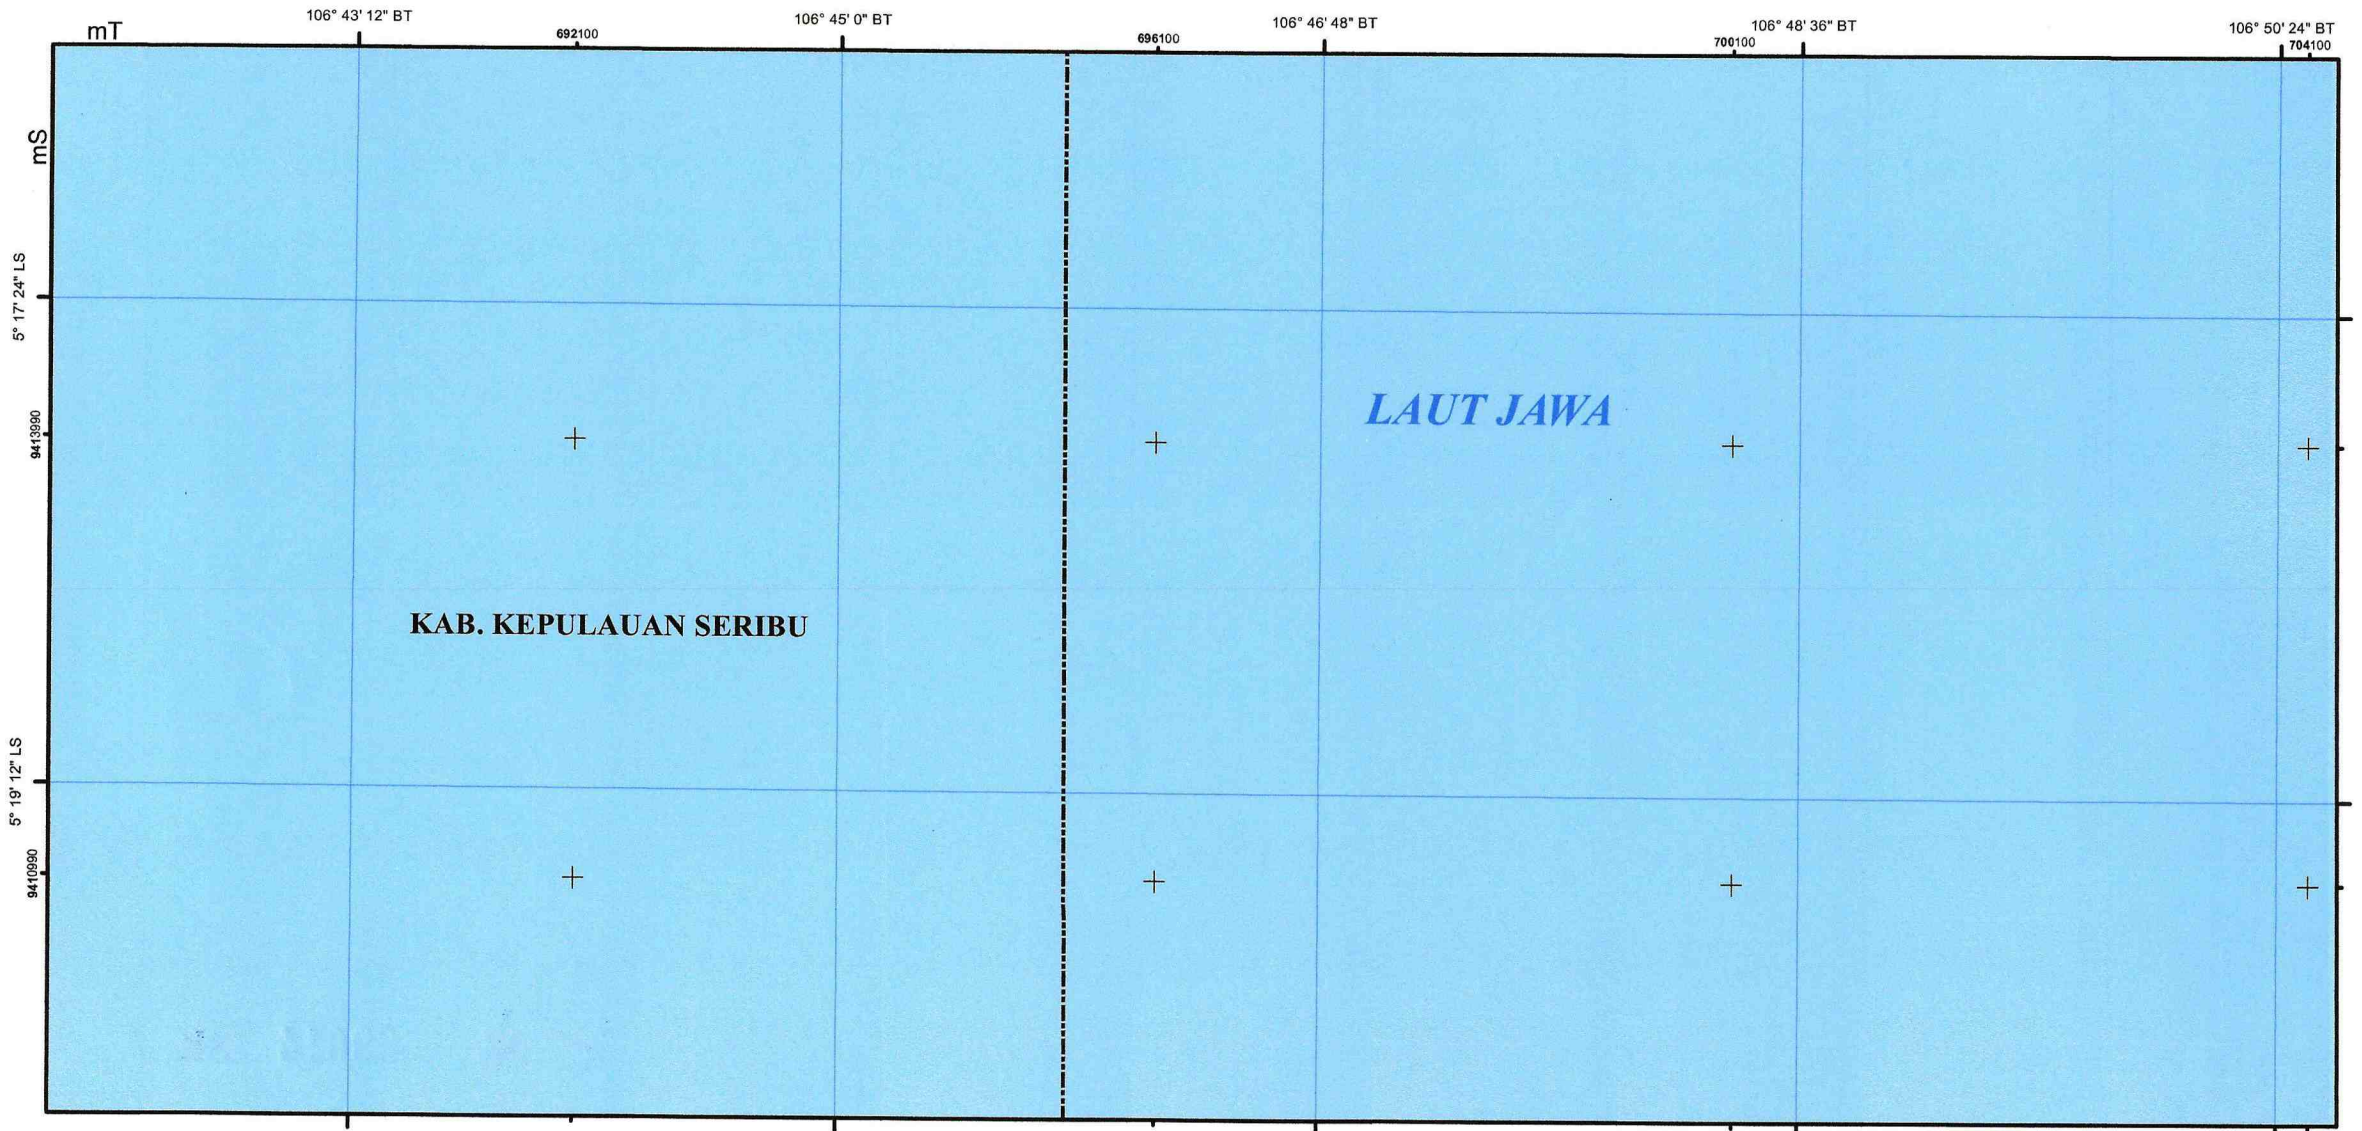 106° 43' 12" BT
106° 45' 0" BT
106° 46' 48" BT
106° 48' 36" BT
106° 50' 24" BT
mT
692100
696100
700100
704100
mS
5° 17' 24" LS
LAUT JAWA
9413990
KAB. KEPULAUAN SERIBU
5° 19' 12" LS
9410990